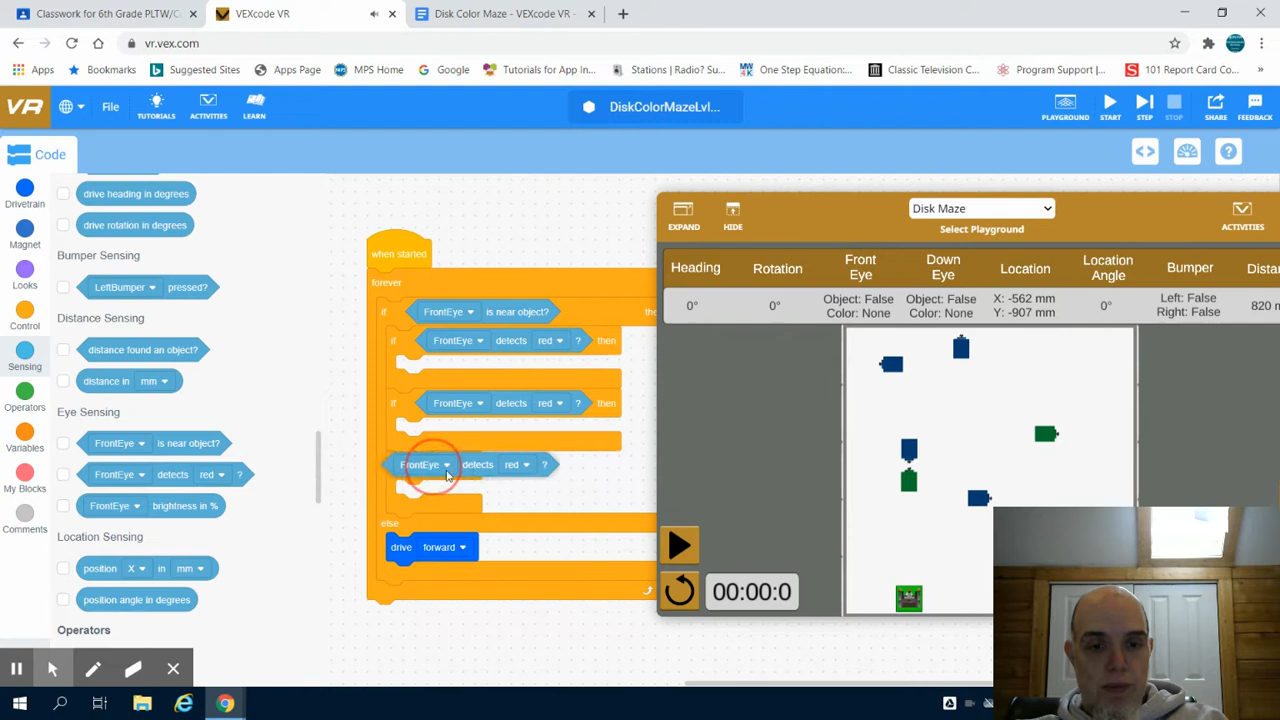 Classwork for 6th Grade PLTW/C
VEXcode VR
Disk Color Maze - VEXcode VR -
vr.vex.com
Apps
Bookmarks
Suggested Sites
Apps Page
MPS Home
Google
Tutorials for App In...
Stations | Radio? Su...
One Step Equation:...
Classic Television C...
Program Support |...
101 Report Card Co...
VR
File
TUTORIALS
ACTIVITIES
LEARN
DiskColorMazeLvl...
PLAYGROUND
START
STEP
STOP
SHARE
FEEDBACK
Code
Drivetrain
Magnet
Looks
Control
Sensing
Operators
Variables
My Blocks
Comments
drive heading in degrees
drive rotation in degrees
Bumper Sensing
LeftBumper pressed?
Distance Sensing
distance found an object?
distance in mm
Eye Sensing
FrontEye is near object?
FrontEye detects red ?
FrontEye brightness in %
Location Sensing
position X in mm
position angle in degrees
Operators
when started
forever
if FrontEye is near object? then
if FrontEye detects red ? then
if FrontEye detects red ? then
FrontEye detects red ?
else
drive forward
EXPAND
HIDE
Disk Maze
Select Playground
ACTIVITIES
Heading
Rotation
Front Eye
Down Eye
Location
Location Angle
Bumper
Distan
0°
0°
Object: False
Color: None
Object: False
Color: None
X: -562 mm
Y: -907 mm
0°
Left: False
Right: False
820 m
00:00:0